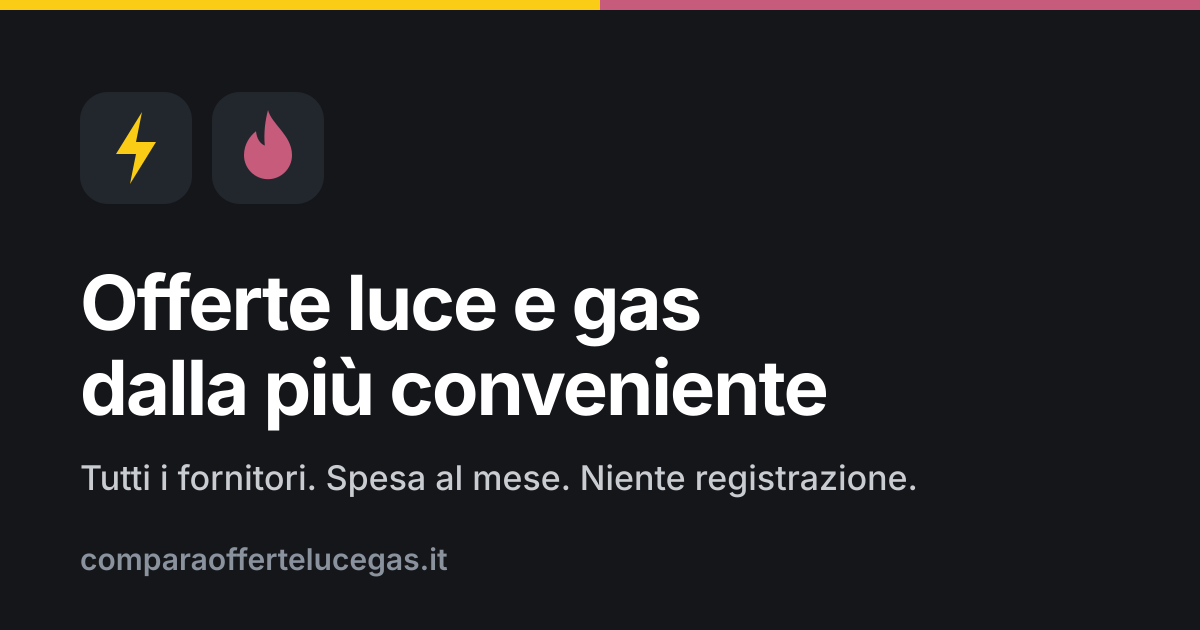 Offerte luce e gas
dalla più conveniente
Tutti i fornitori. Spesa al mese. Niente registrazione.
comparaoffertelucegas.it